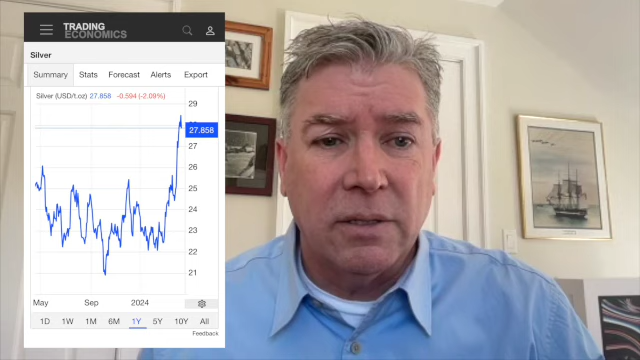 TRADING
ECONOMICS
Silver
Summary
Stats
Forecast
Alerts
Export
Silver (USD/t.oz) 27.858 -0.594 (-2.09%)
29
27.858
27
26
25
24
23
22
21
May
Sep
2024
1D
1W
1M
6M
1Y
5Y
10Y
All
Feedback